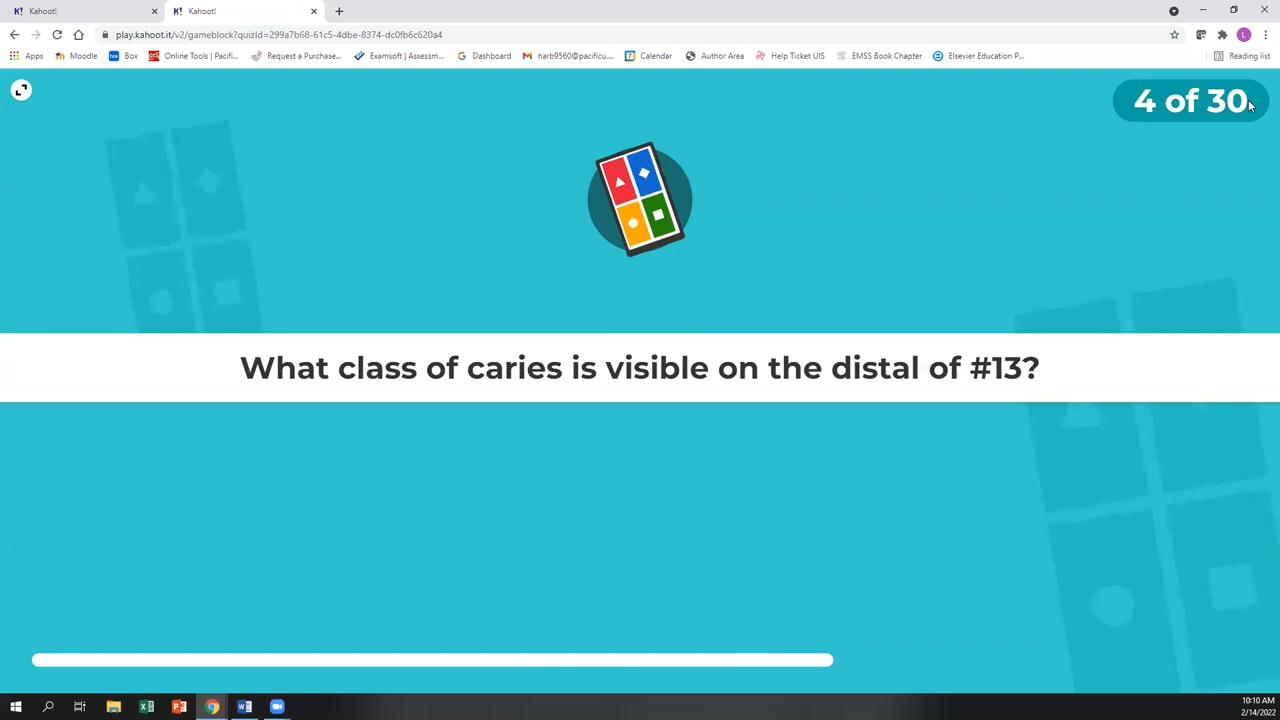 K! Kahoot!
K! Kahoot!
play.kahoot.it/v2/gameblock?quizId=299a7b68-61c5-4dbe-8374-dc0fb6c620a4
L
Apps
Moodle
box Box
Online Tools | Pacifi...
Request a Purchase...
Examsoft | Assessm...
Dashboard
harb9560@pacificu....
Calendar
Author Area
Help Ticket UIS
EMSS Book Chapter
Elsevier Education P...
Reading list
4 of 30
What class of caries is visible on the distal of #13?
10:10 AM
2/14/2022